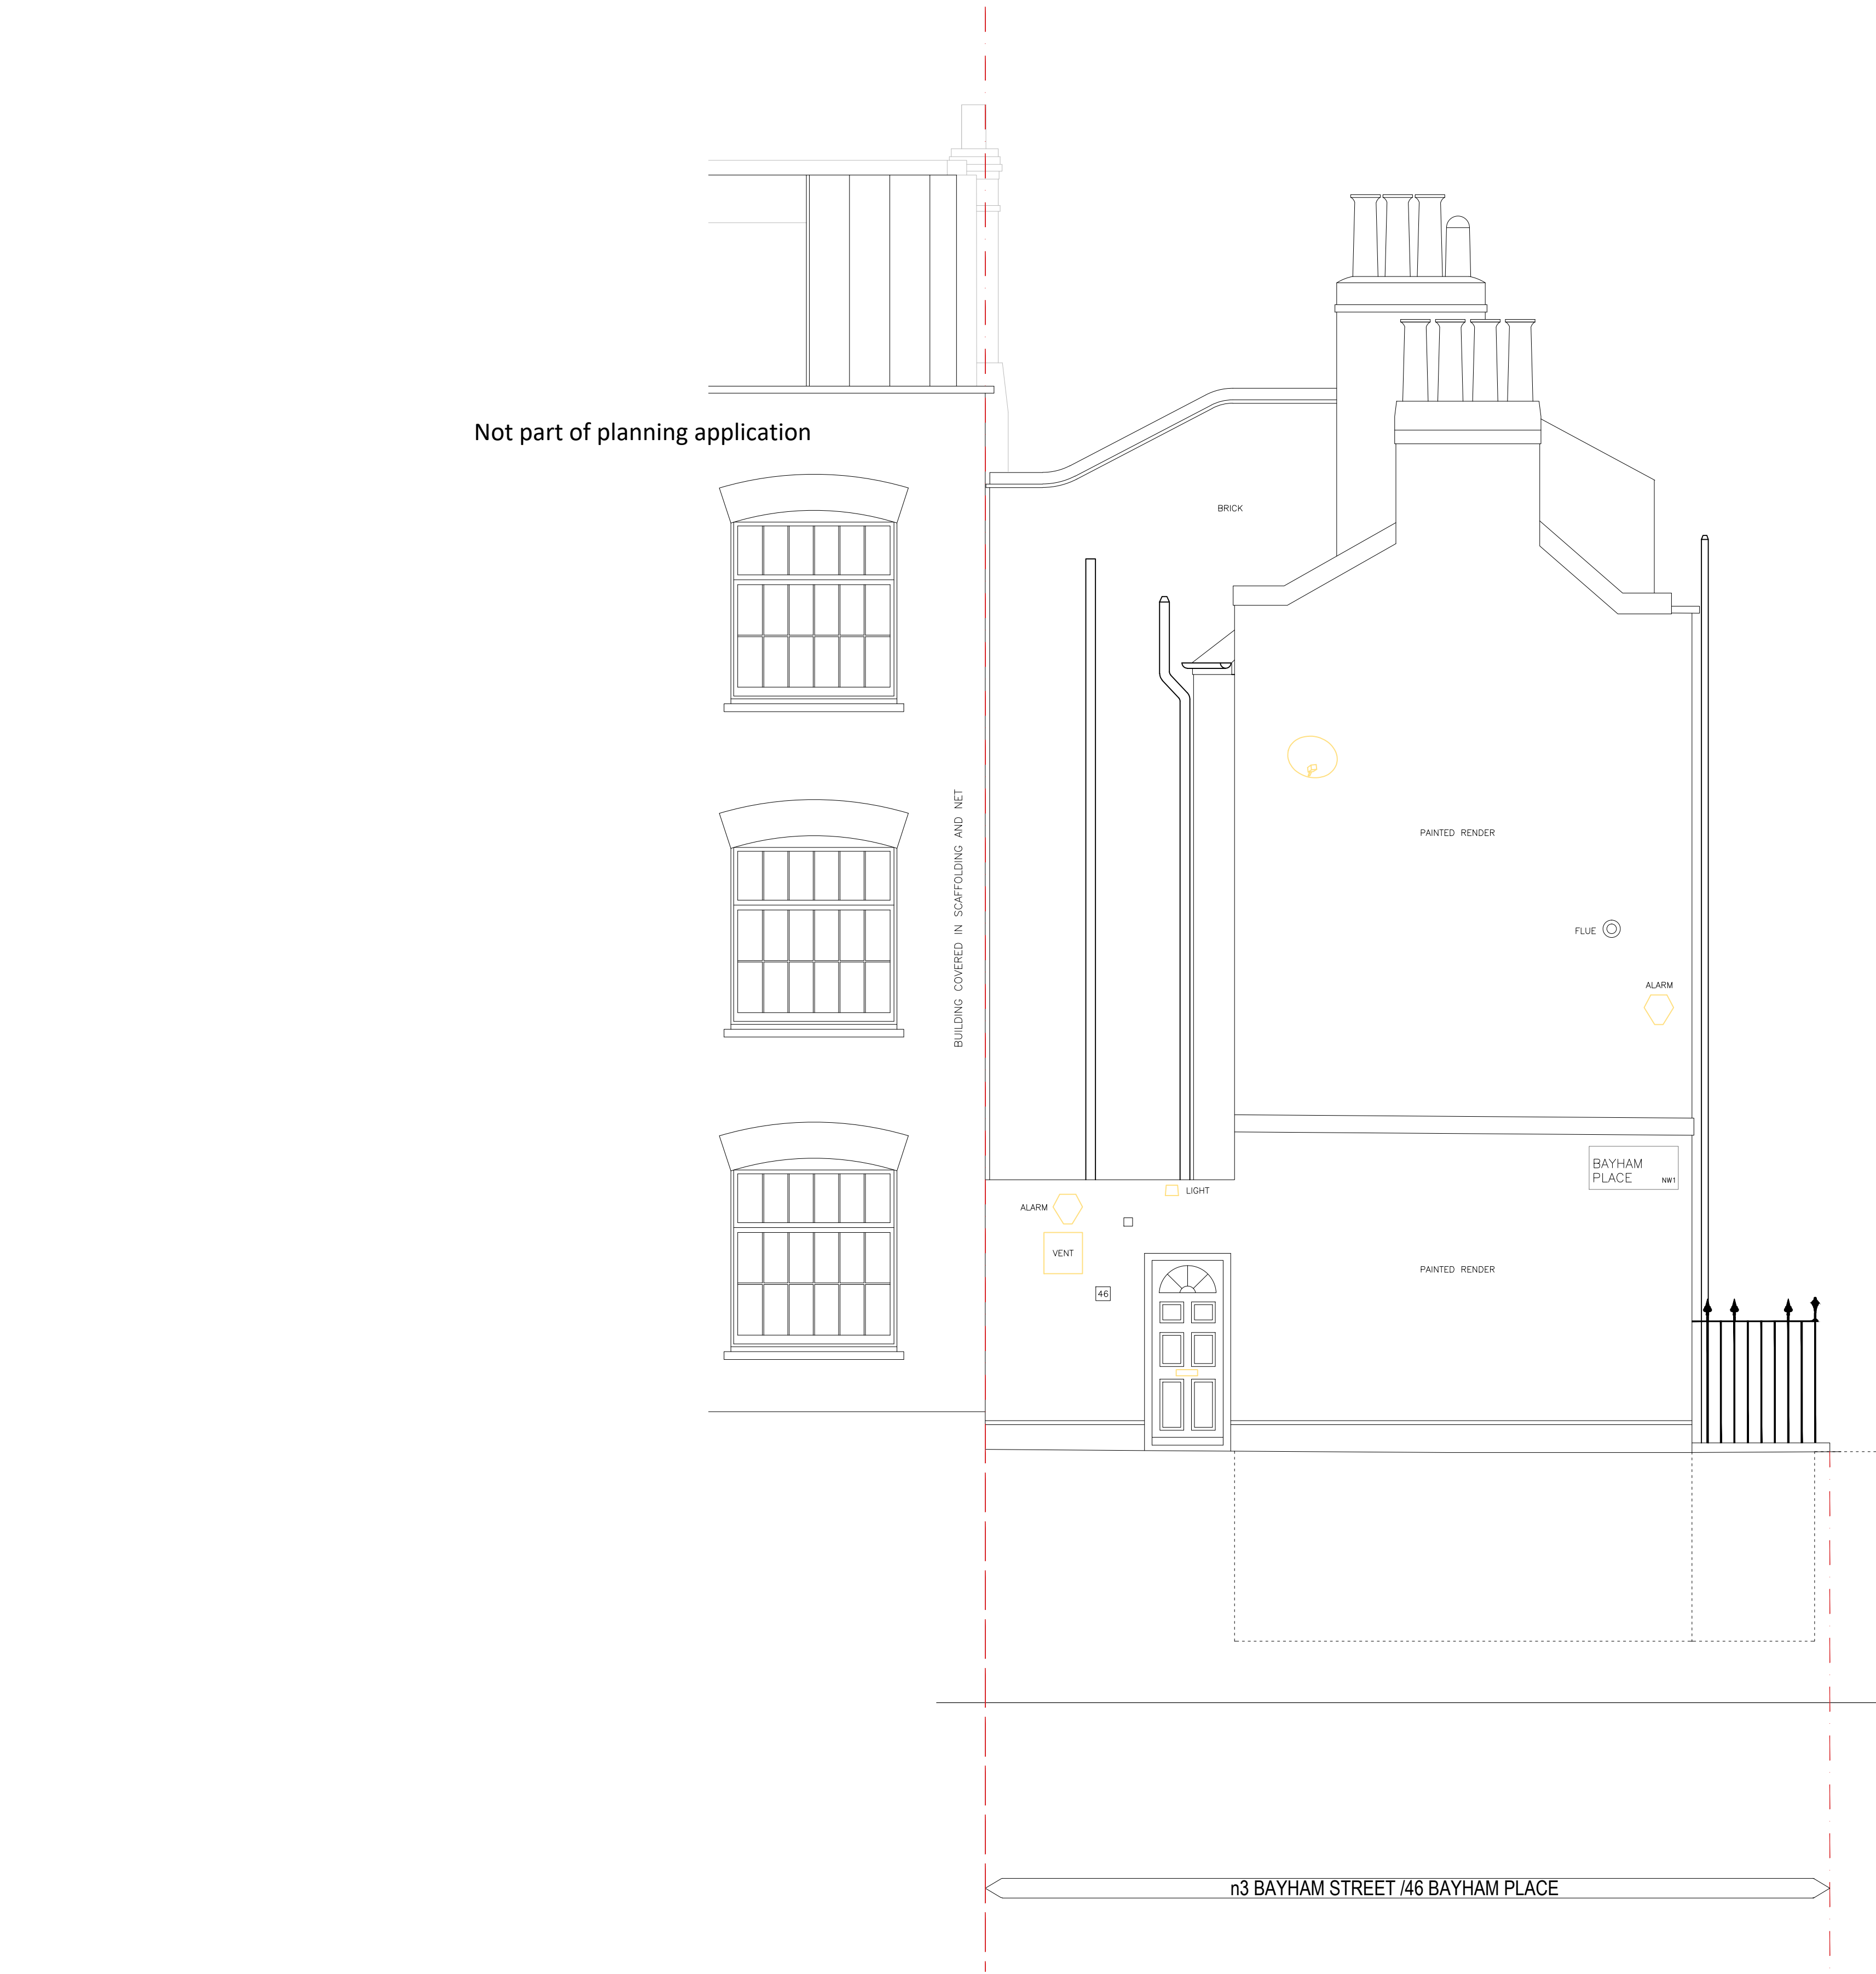 Not part of planning application
BRICK
BUILDING COVERED IN SCAFFOLDING AND NET
PAINTED RENDER
FLUE
ALARM
BAYHAM
PLACE NW1
LIGHT
ALARM
VENT
46
PAINTED RENDER
n3 BAYHAM STREET /46 BAYHAM PLACE